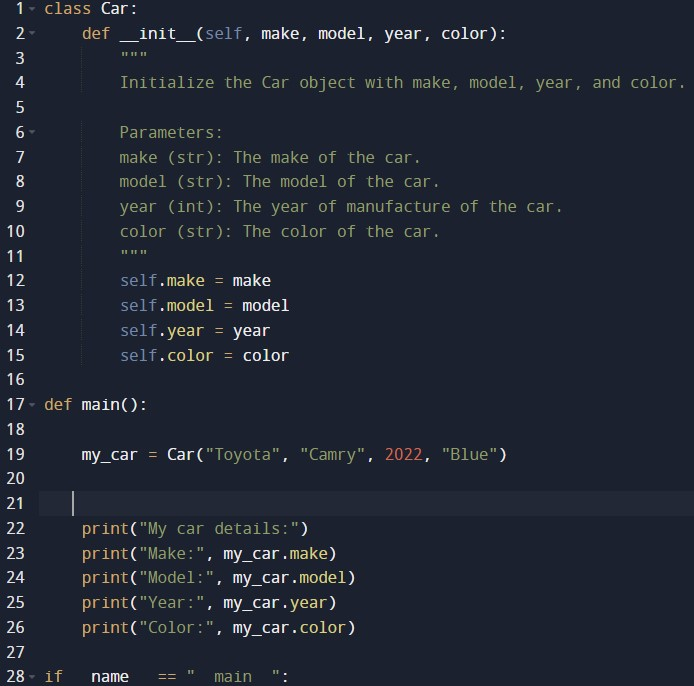 1 class Car:
2 def __init__(self, make, model, year, color):
3 """
4 Initialize the Car object with make, model, year, and color.
5
6 Parameters:
7 make (str): The make of the car.
8 model (str): The model of the car.
9 year (int): The year of manufacture of the car.
10 color (str): The color of the car.
11 """
12 self.make = make
13 self.model = model
14 self.year = year
15 self.color = color
16
17 def main():
18
19 my_car = Car("Toyota", "Camry", 2022, "Blue")
20
21
22 print("My car details:")
23 print("Make:", my_car.make)
24 print("Model:", my_car.model)
25 print("Year:", my_car.year)
26 print("Color:", my_car.color)
27
28 if __name__ == "__main__":